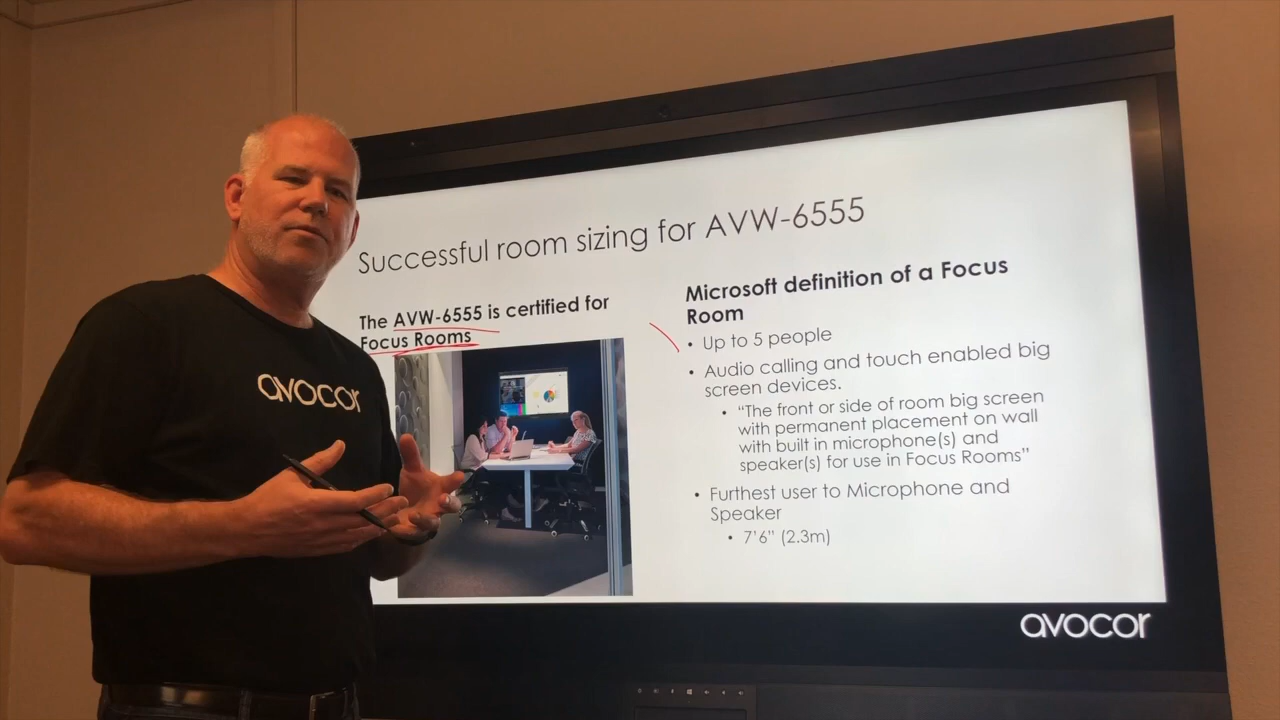 Successful room sizing for AVW-6555
The AVW-6555 is certified for
Focus Rooms
Microsoft definition of a Focus
Room
• Up to 5 people
• Audio calling and touch enabled big
screen devices.
• “The front or side of room big screen
with permanent placement on wall
with built in microphone(s) and
speaker(s) for use in Focus Rooms”
• Furthest user to Microphone and
Speaker
• 7’6” (2.3m)
avocor
avocor